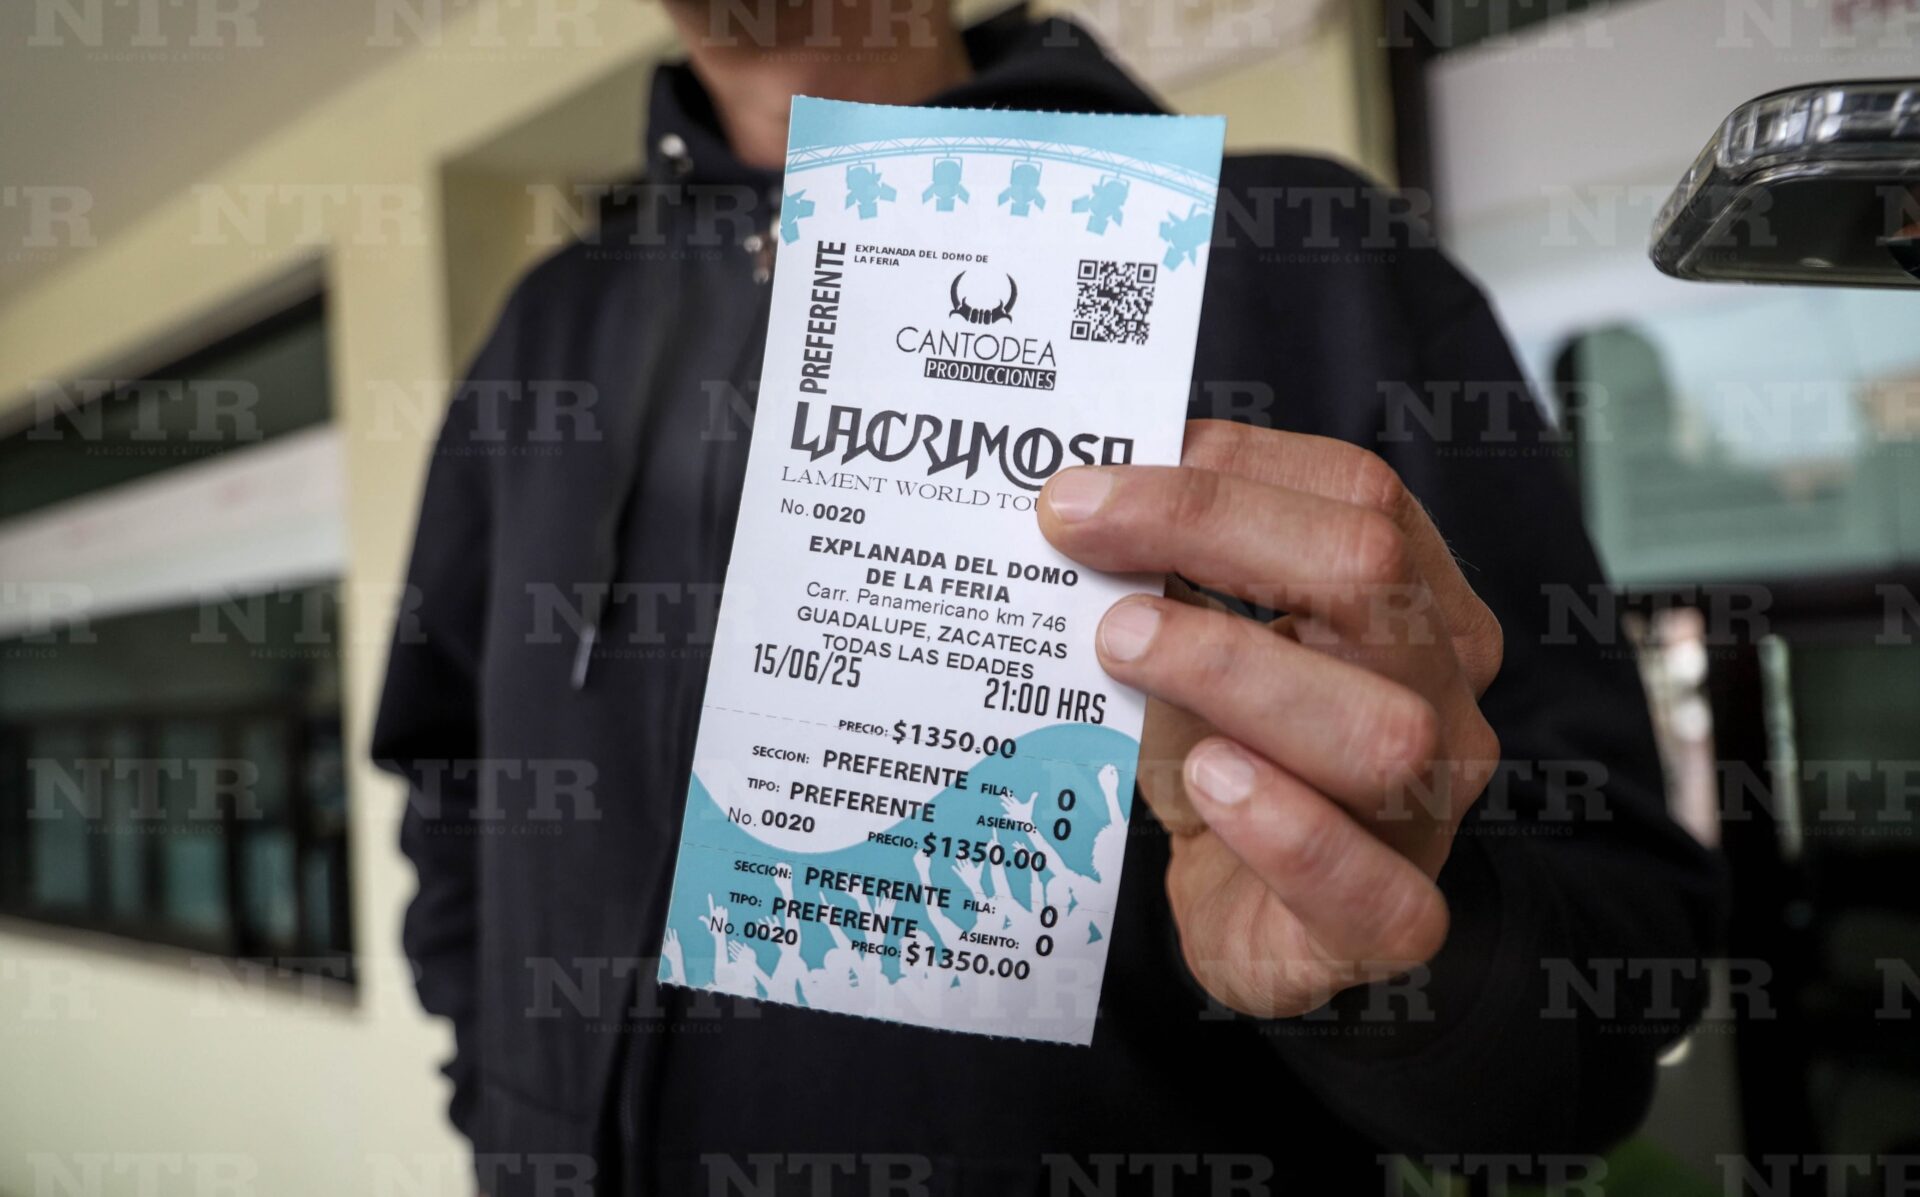 PREFERENTE
EXPLANADA DEL DOMO DE
LA FERIA
CANTODEA
PRODUCCIONES
LACRIMOSA
LAMENT WORLD
No. 0020
EXPLANADA DEL DOMO
DE LA FERIA
Carr. Panamericano km 746
GUADALUPE, ZACATECAS
TODAS LAS EDADES
15/06/25
21:00 HRS
PRECIO: $1350.00
SECCION: PREFERENTE FILA: 0
TIPO: PREFERENTE ASIENTO: 0
No. 0020 PRECIO: $1350.00
SECCION: PREFERENTE FILA: 0
TIPO: PREFERENTE ASIENTO: 0
No. 0020 PRECIO: $1350.00
NTR
PERIODISMO CRÍTICO